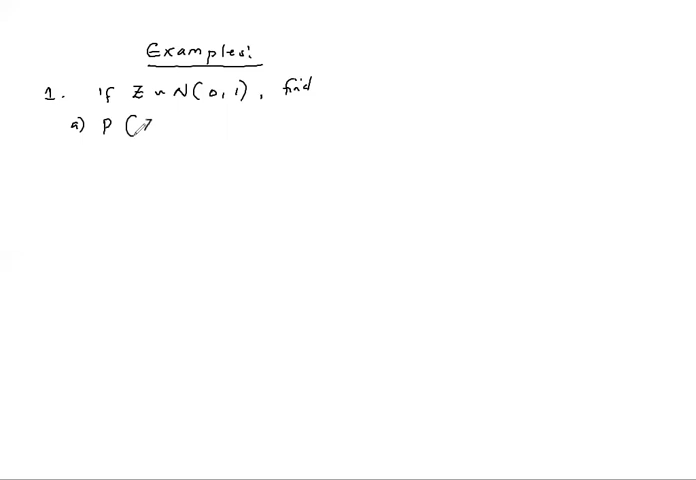 Examples:
1. If Z ~ N(0,1), find
a) P (Z